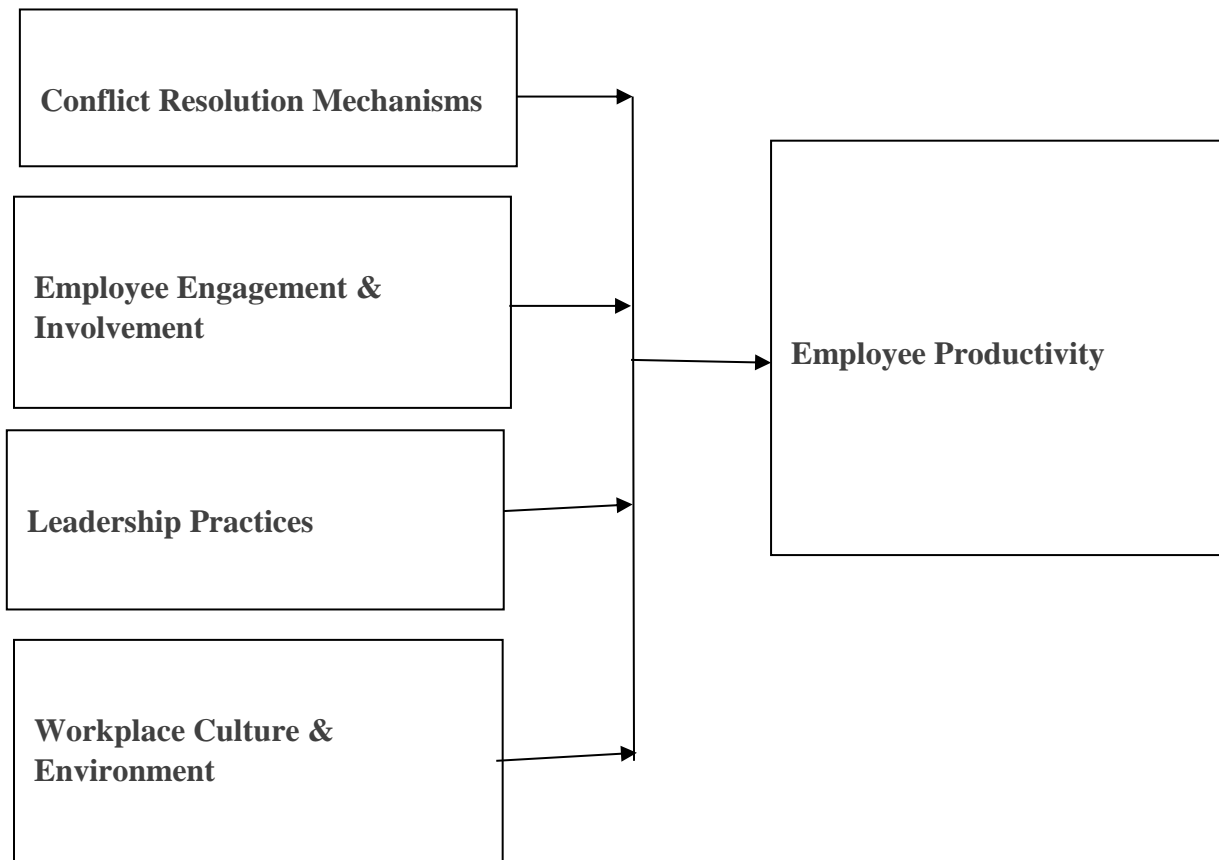 Conflict Resolution Mechanisms
Employee Engagement &
Involvement
Employee Productivity
Leadership Practices
Workplace Culture &
Environment